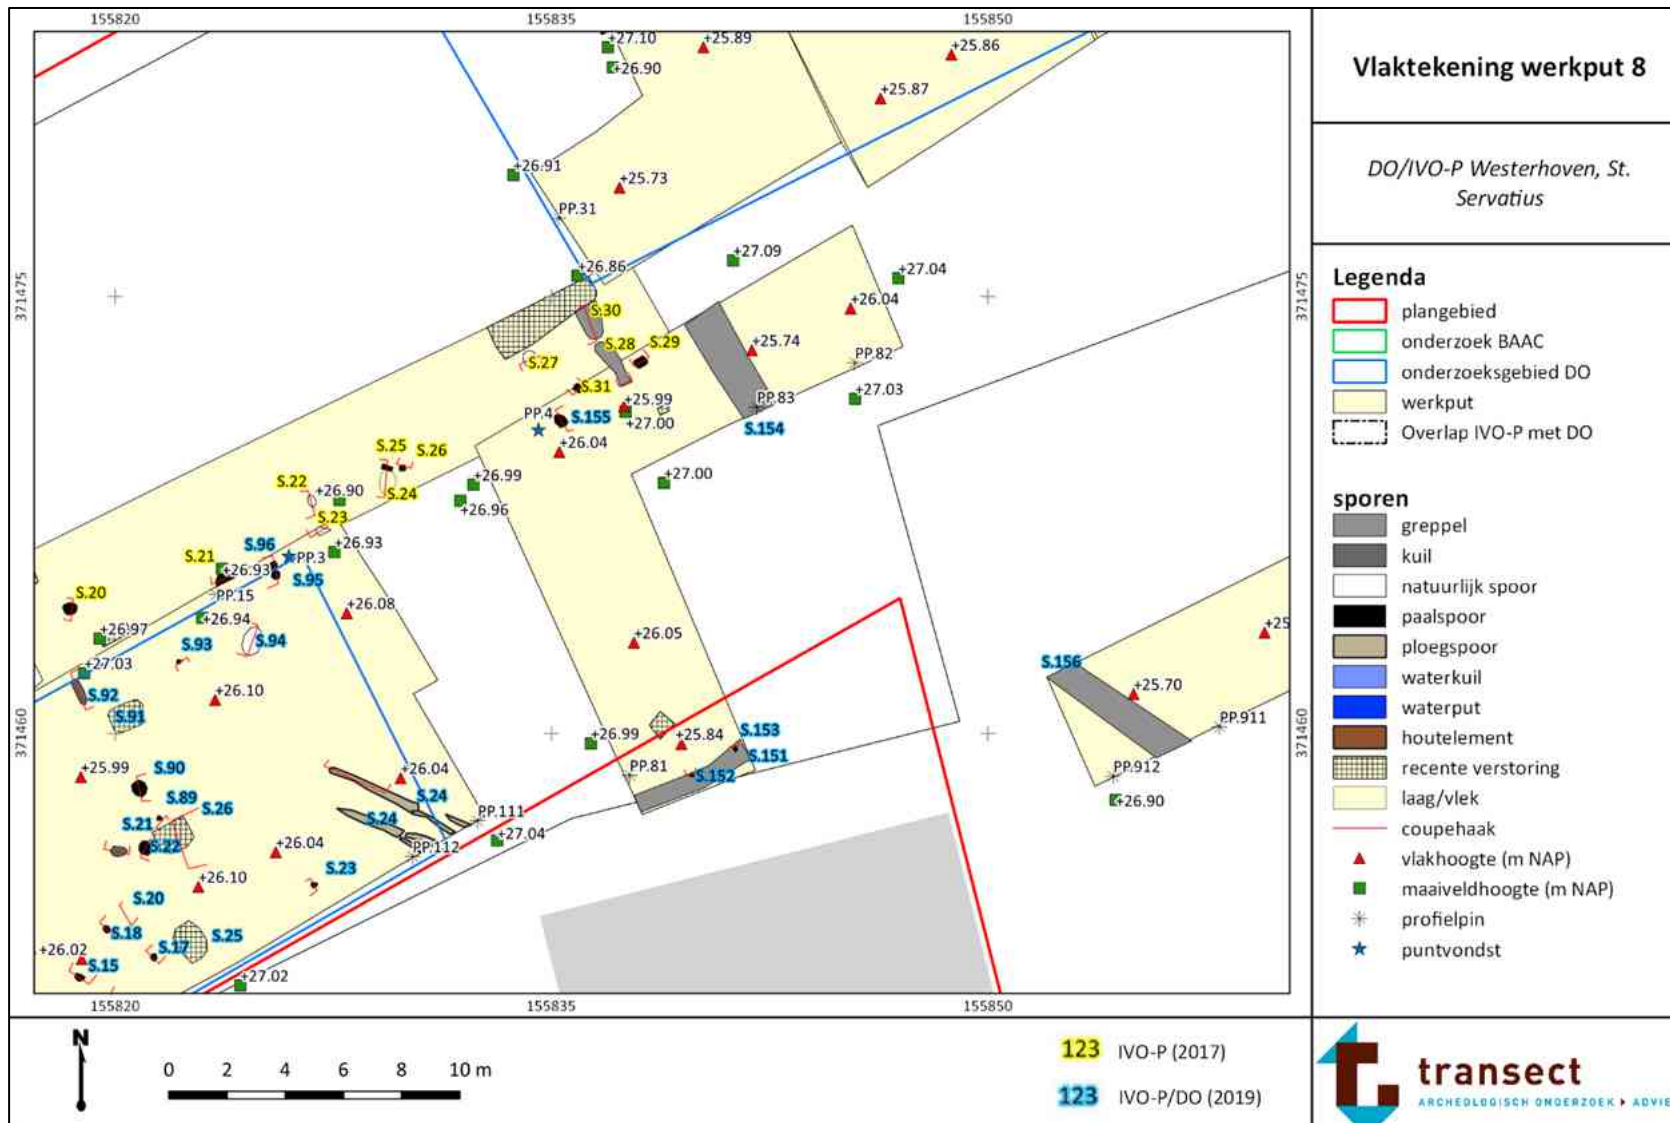 155820 155835 155850
+27.10
+25.89
+25.86
+26.90
+25.87
+26.91
+25.73
PP.31
+27.09
+26.86
+27.04
371475
371475
+26.04
S.30
S.28
S.29
+25.74
S.27
PP.82
S.31
+25.99
PP.83
+27.03
PP.4
S.155
+27.00
S.154
+26.04
S.25
S.26
S.22
+26.90
+26.99
+27.00
S.24
+26.96
S.23
S.96
+26.93
S.21
PP.3
+26.93
S.95
S.20
PP.15
+26.08
+26.94
+26.97
S.93
S.94
+26.05
+27.03
S.156
S.92
+26.10
+25.70
S.91
371460
371460
PP.911
+26.99
+25.84
S.153
S.151
+25.99
S.90
+26.04
PP.81
S.152
PP.912
S.24
+26.90
S.89
S.26
S.24
PP.111
S.21
S.22
+26.04
PP.112
+27.04
S.23
+26.10
S.20
S.18
S.25
S.17
+26.02
S.15
+27.02
155820 155835 155850
N
0 2 4 6 8 10 m
123 IVO-P (2017)
123 IVO-P/DO (2019)
Vlaktekening werkput 8
DO/IVO-P Westerhoven, St.
Servatius
Legenda
plangebied
onderzoek BAAC
onderzoeksgebied DO
werkput
Overlap IVO-P met DO
sporen
greppel
kuil
natuurlijk spoor
paalspoor
ploegspoor
waterkuil
waterput
houtelement
recente verstoring
laag/vlek
coupehaak
vlakhoogte (m NAP)
maaiveldhoogte (m NAP)
profielpin
puntvondst
transect
ARCHEOLOGISCH ONDERZOEK ▸ ADVIE